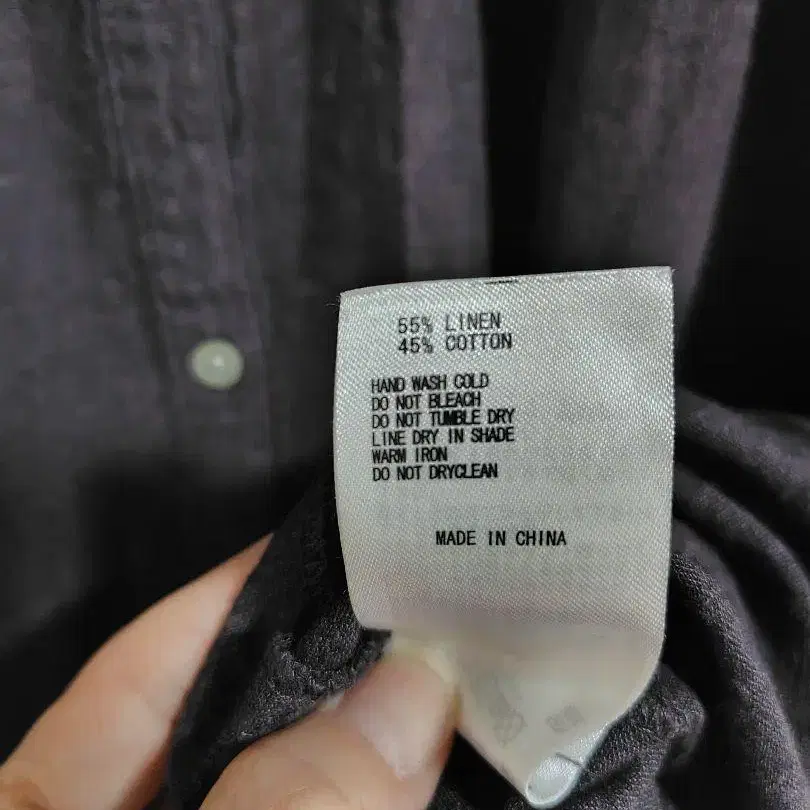 55% LINEN
45% COTTON
HAND WASH COLD
DO NOT BLEACH
DO NOT TUMBLE DRY
LINE DRY IN SHADE
WARM IRON
DO NOT DRYCLEAN
MADE IN CHINA